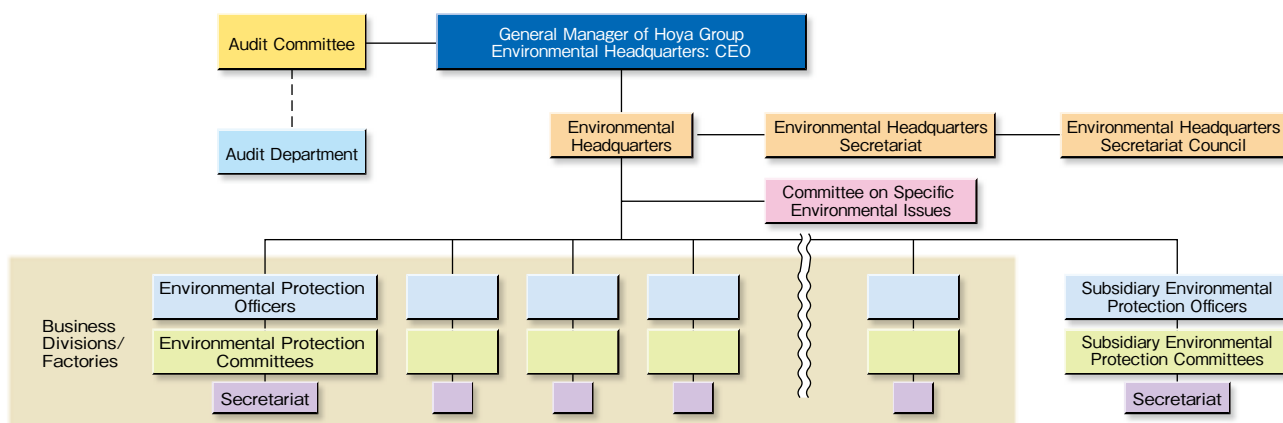 Audit Committee
General Manager of Hoya Group
Environmental Headquarters: CEO
Audit Department
Environmental
Headquarters
Environmental Headquarters
Secretariat
Environmental Headquarters
Secretariat Council
Committee on Specific
Environmental Issues
Business
Divisions/
Factories
Environmental Protection
Officers
Environmental Protection
Committees
Secretariat
Subsidiary Environmental
Protection Officers
Subsidiary Environmental
Protection Committees
Secretariat